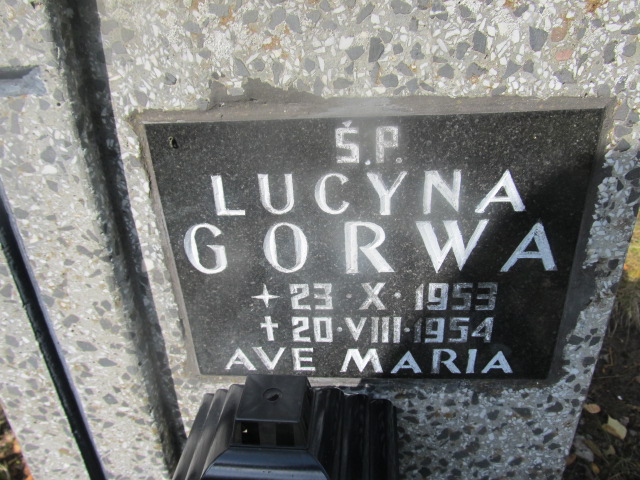 Ś.P.
LUCYNA
GORWA
23·X·1953
✝20·VIII·1954
AVE MARIA